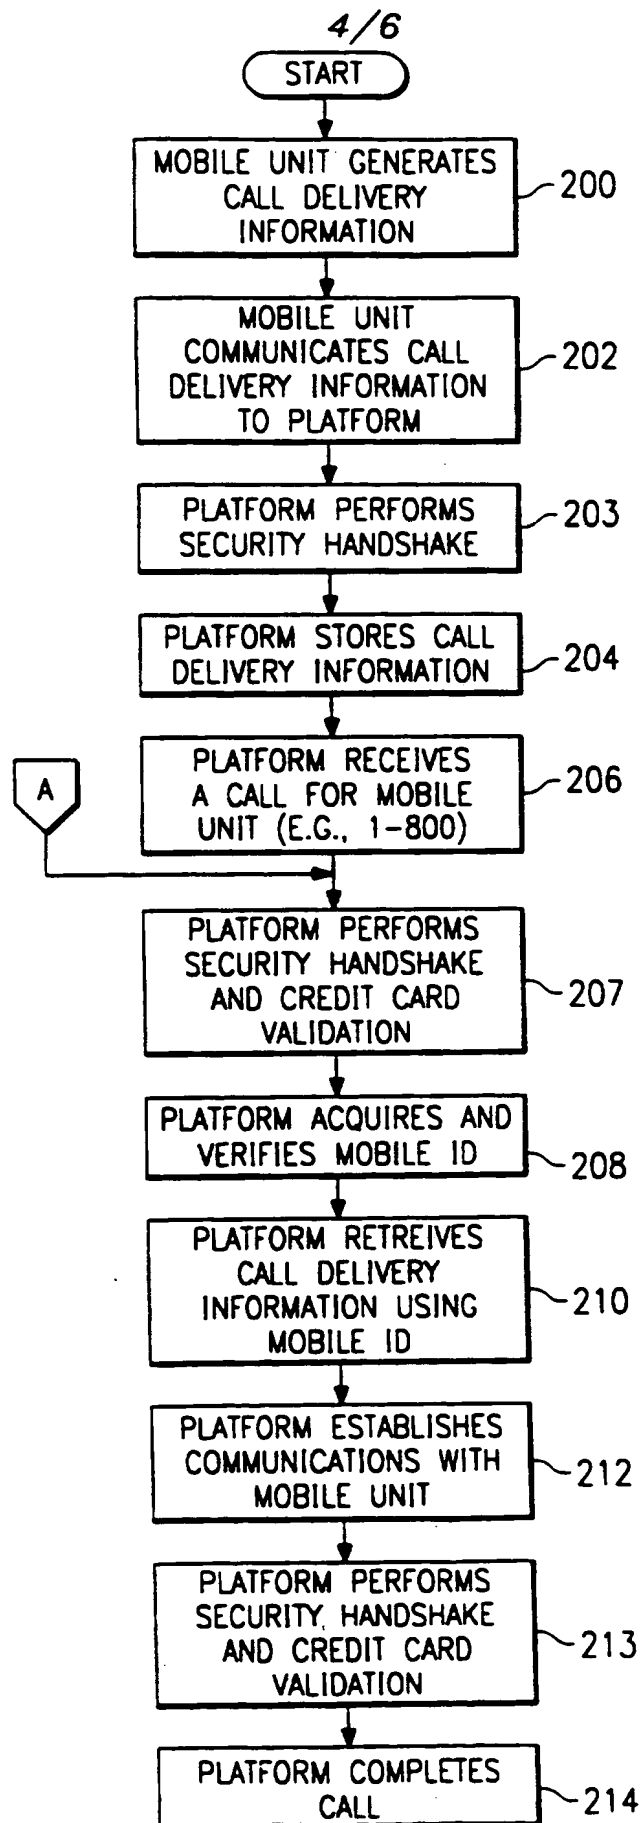 4/6
START
MOBILE UNIT GENERATES
CALL DELIVERY
INFORMATION
200
MOBILE UNIT
COMMUNICATES CALL
DELIVERY INFORMATION
TO PLATFORM
202
PLATFORM PERFORMS
SECURITY HANDSHAKE
203
PLATFORM STORES CALL
DELIVERY INFORMATION
204
PLATFORM RECEIVES
A CALL FOR MOBILE
UNIT (E.G., 1-800)
206
A
PLATFORM PERFORMS
SECURITY HANDSHAKE
AND CREDIT CARD
VALIDATION
207
PLATFORM ACQUIRES AND
VERIFIES MOBILE ID
208
PLATFORM RETREIVES
CALL DELIVERY
INFORMATION USING
MOBILE ID
210
PLATFORM ESTABLISHES
COMMUNICATIONS WITH
MOBILE UNIT
212
PLATFORM PERFORMS
SECURITY HANDSHAKE
AND CREDIT CARD
VALIDATION
213
PLATFORM COMPLETES
CALL
214